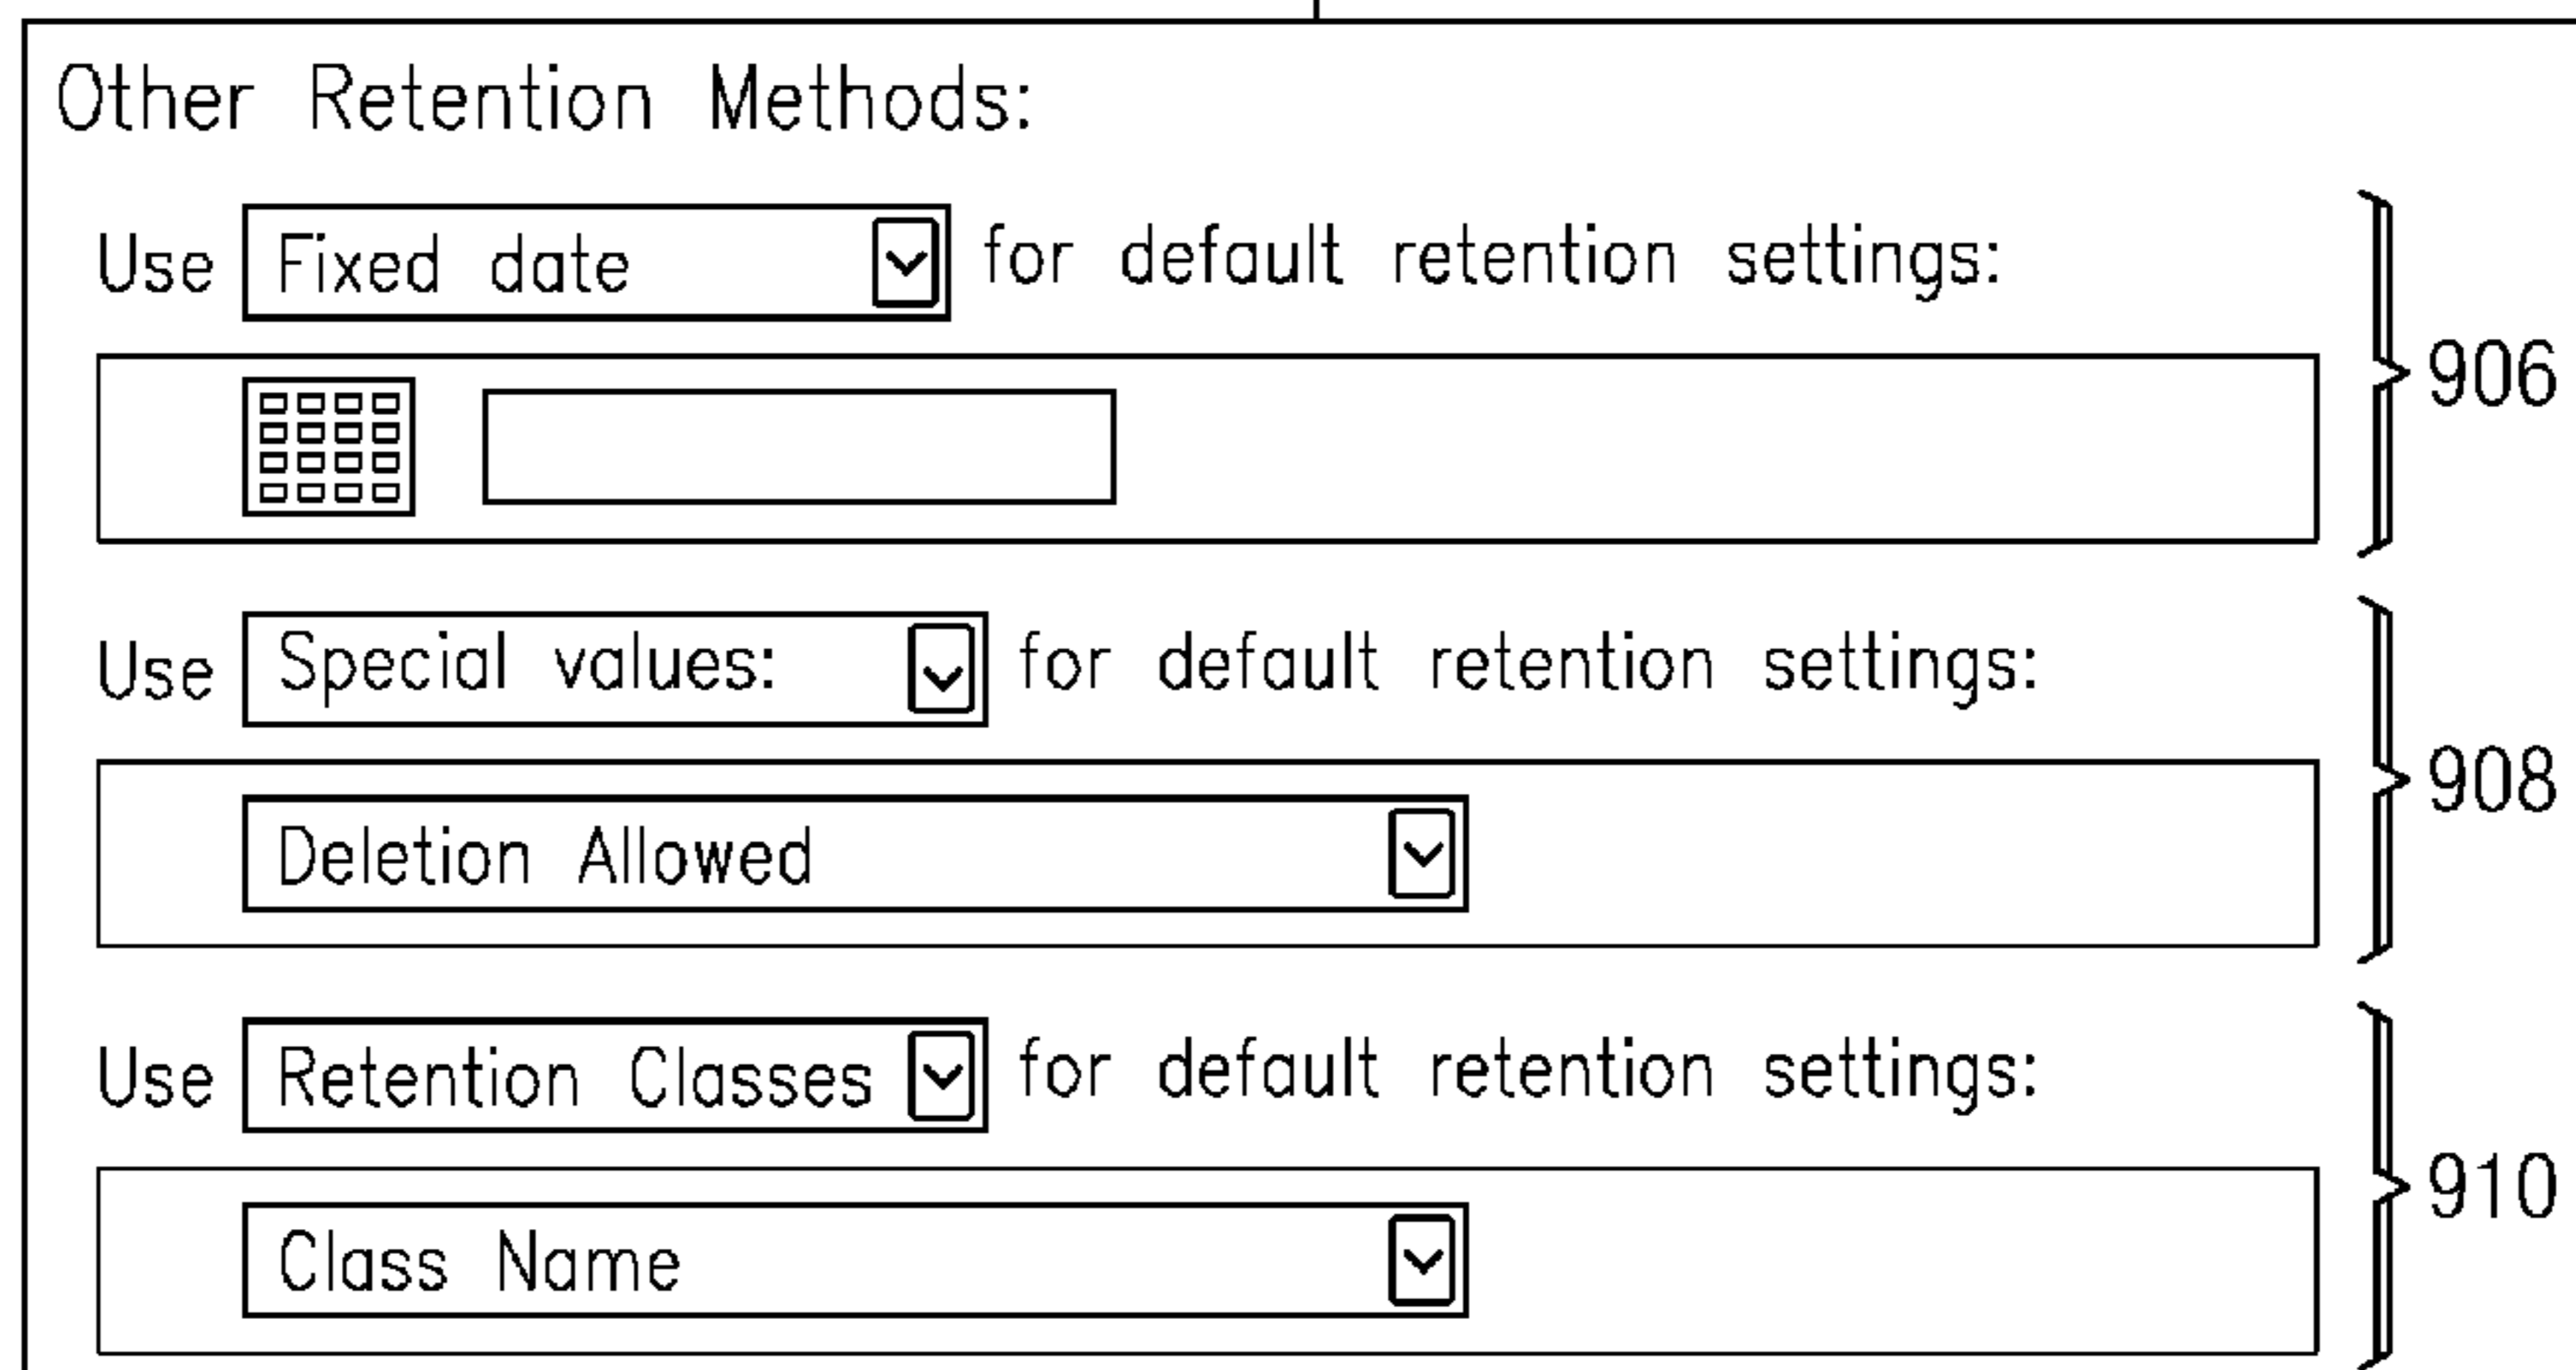 Other Retention Methods:
Use Fixed date for default retention settings:
906
Use Special values: for default retention settings:
908
Deletion Allowed
Use Retention Classes for default retention settings:
910
Class Name